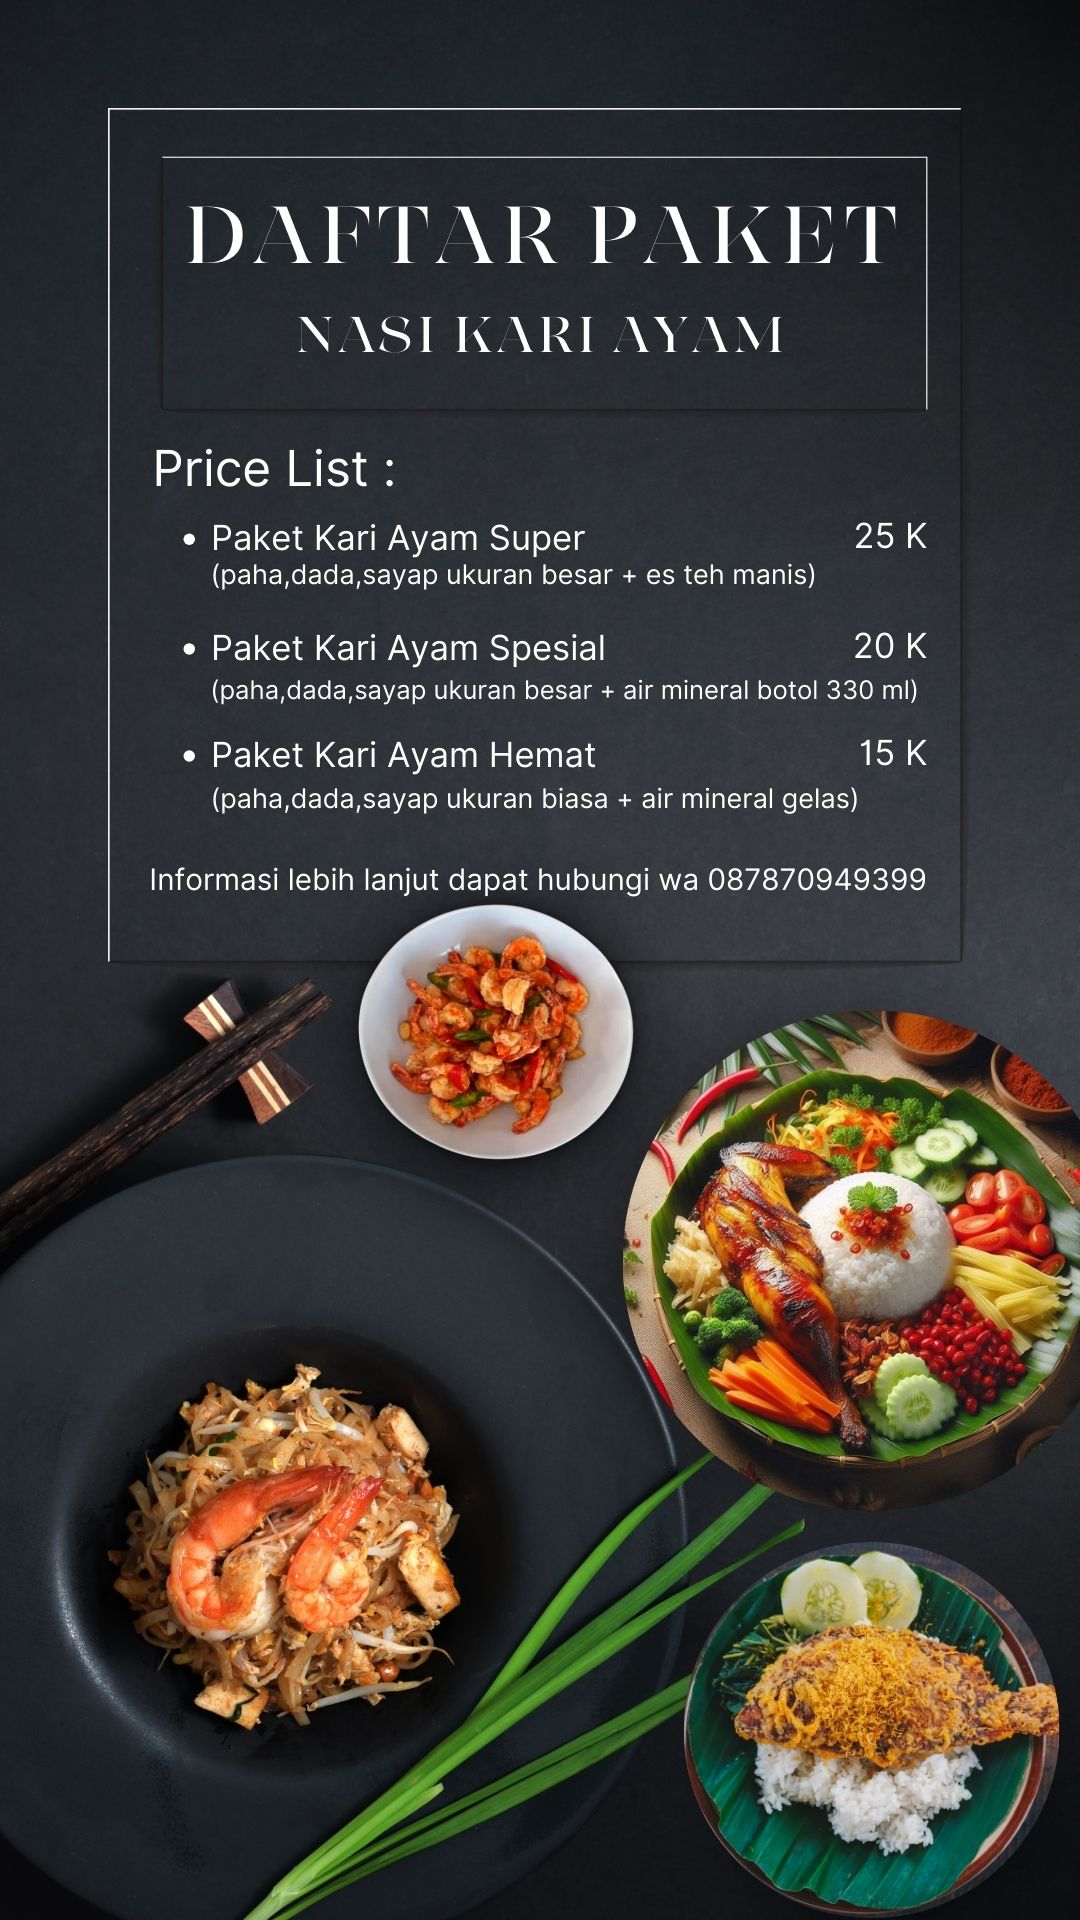 DAFTAR PAKET
NASI KARI AYAM
Price List :
• Paket Kari Ayam Super 25 K
(paha,dada,sayap ukuran besar + es teh manis)
• Paket Kari Ayam Spesial 20 K
(paha,dada,sayap ukuran besar + air mineral botol 330 ml)
• Paket Kari Ayam Hemat 15 K
(paha,dada,sayap ukuran biasa + air mineral gelas)
Informasi lebih lanjut dapat hubungi wa 087870949399